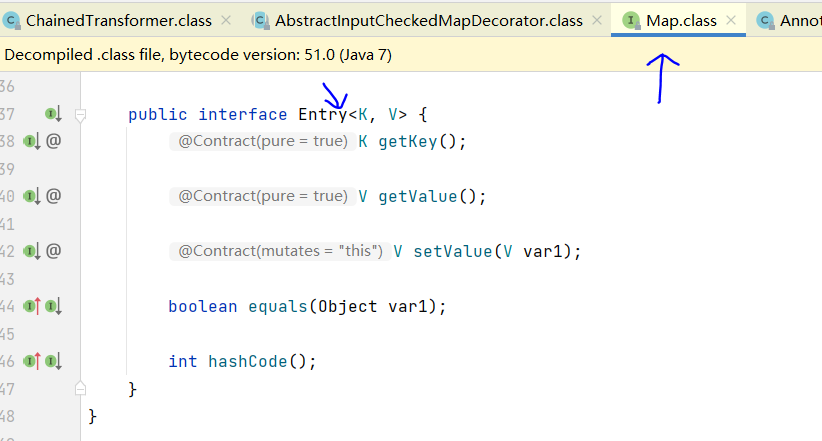 ChainedTransformer.class AbstractInputCheckedMapDecorator.class Map.class Annot
Decompiled .class file, bytecode version: 51.0 (Java 7)
36
37 public interface Entry<K, V> {
38 @ @Contract(pure = true) K getKey();
39
40 @ @Contract(pure = true) V getValue();
41
42 @ @Contract(mutates = "this") V setValue(V var1);
43
44 boolean equals(Object var1);
45
46 int hashCode();
47 }
48 }